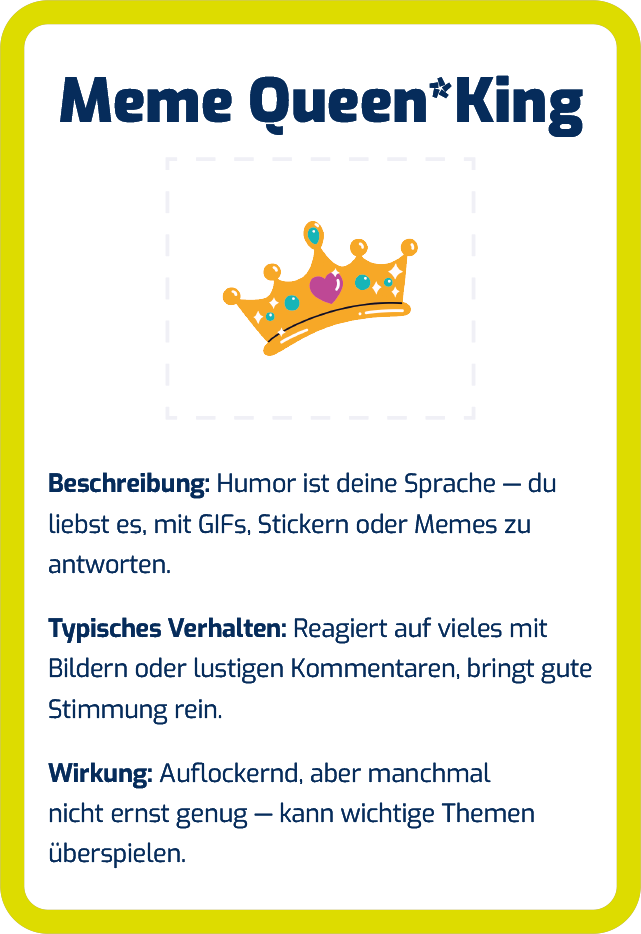 Meme Queen*King
Beschreibung: Humor ist deine Sprache — du
liebst es, mit GIFs, Stickern oder Memes zu
antworten.
Typisches Verhalten: Reagiert auf vieles mit
Bildern oder lustigen Kommentaren, bringt gute
Stimmung rein.
Wirkung: Auflockernd, aber manchmal
nicht ernst genug — kann wichtige Themen
überspielen.